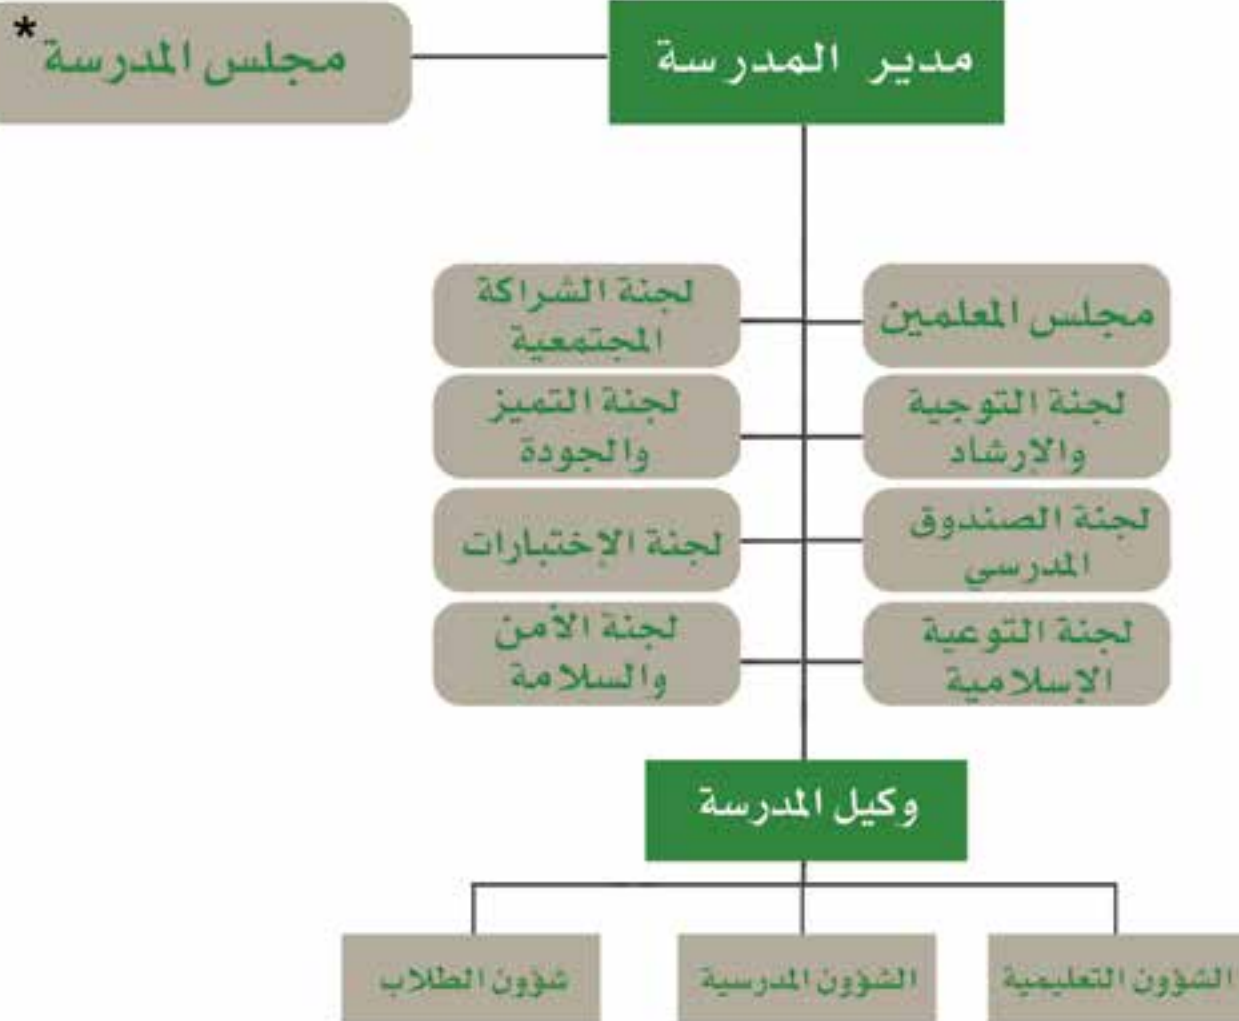 مدير المدرسة
مجلس المدرسة*
مجلس المعلمين
لجنة الشراكة
المجتمعية
لجنة التوجية
والإرشاد
لجنة التميز
والجودة
لجنة الصندوق
المدرسي
لجنة الإختبارات
لجنة التوعية
الإسلامية
لجنة الأمن
والسلامة
وكيل المدرسة
الشؤون التعليمية
الشؤون المدرسية
شؤون الطلاب